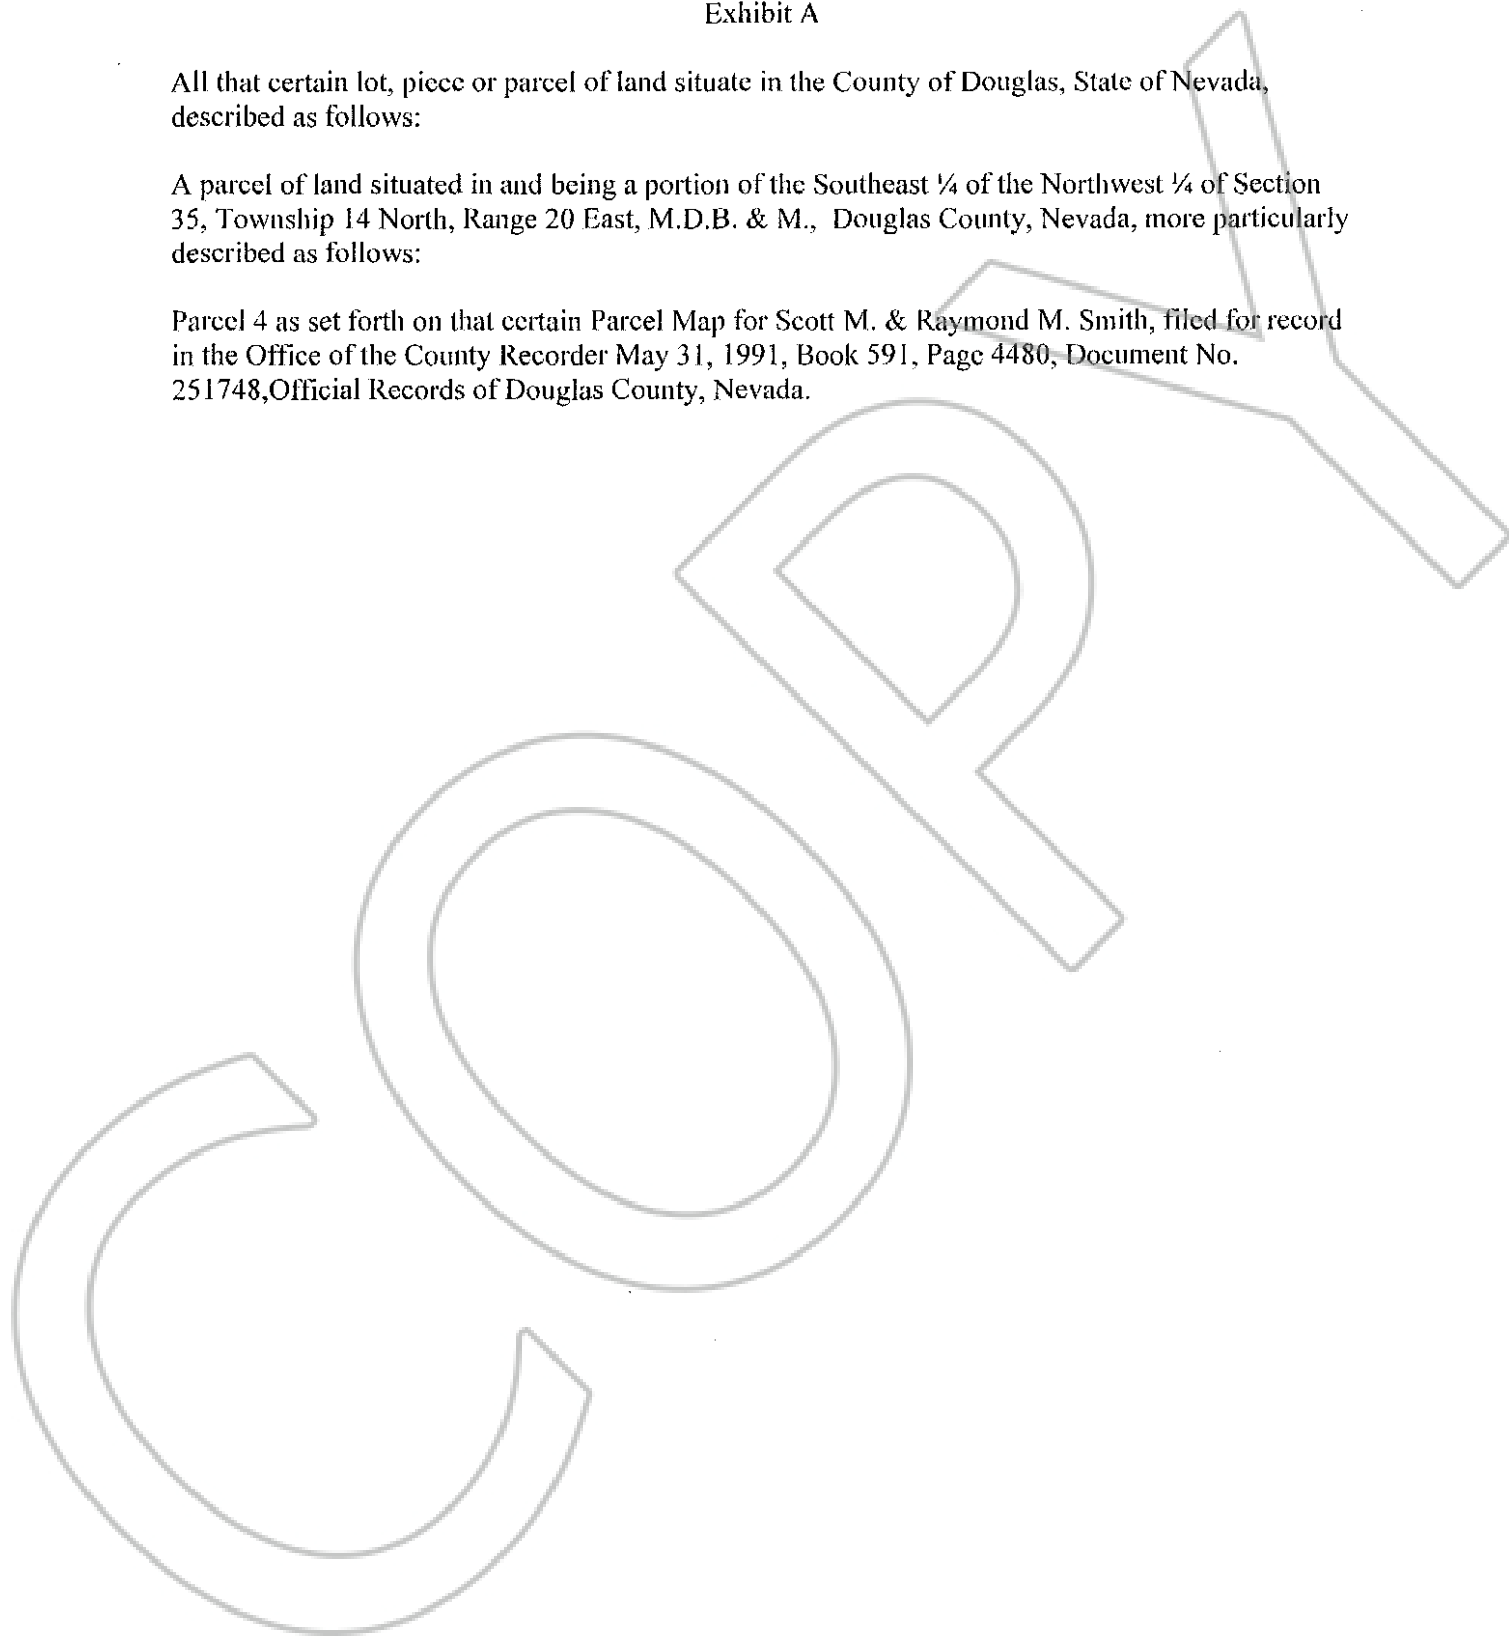 Exhibit A
All that certain lot, piece or parcel of land situate in the County of Douglas, State of Nevada,
described as follows:
A parcel of land situated in and being a portion of the Southeast ¼ of the Northwest ¼ of Section
35, Township 14 North, Range 20 East, M.D.B. & M., Douglas County, Nevada, more particularly
described as follows:
Parcel 4 as set forth on that certain Parcel Map for Scott M. & Raymond M. Smith, filed for record
in the Office of the County Recorder May 31, 1991, Book 591, Page 4480, Document No.
251748,Official Records of Douglas County, Nevada.
COPY